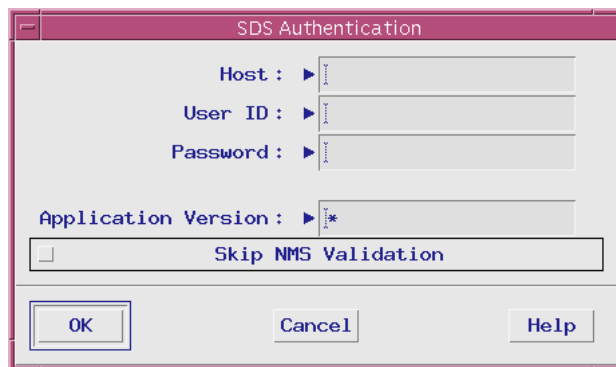 SDS Authentication
Host :
User ID :
Password :
Application Version : *
Skip NMS Validation
OK Cancel Help